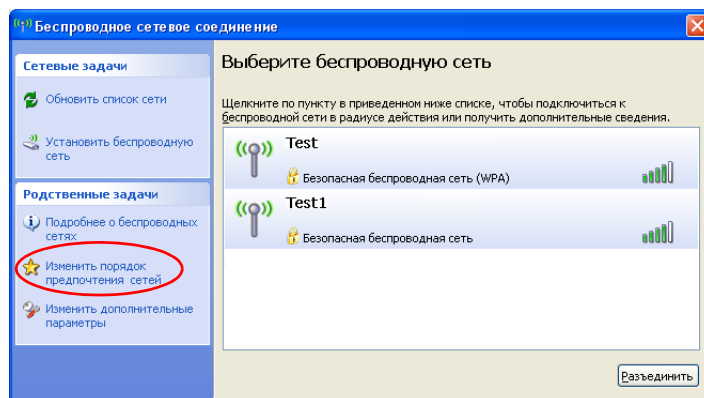 Беспроводное сетевое соединение
Сетевые задачи
Обновить список сети
Установить беспроводную
сеть
Родственные задачи
Подробнее о беспроводных
сетях
Изменить порядок
предпочтения сетей
Изменить дополнительные
параметры
Выберите беспроводную сеть
Щелкните по пункту в приведенном ниже списке, чтобы подключиться к
беспроводной сети в радиусе действия или получить дополнительные сведения.
Test
Безопасная беспроводная сеть (WPA)
Test1
Безопасная беспроводная сеть
Разъединить